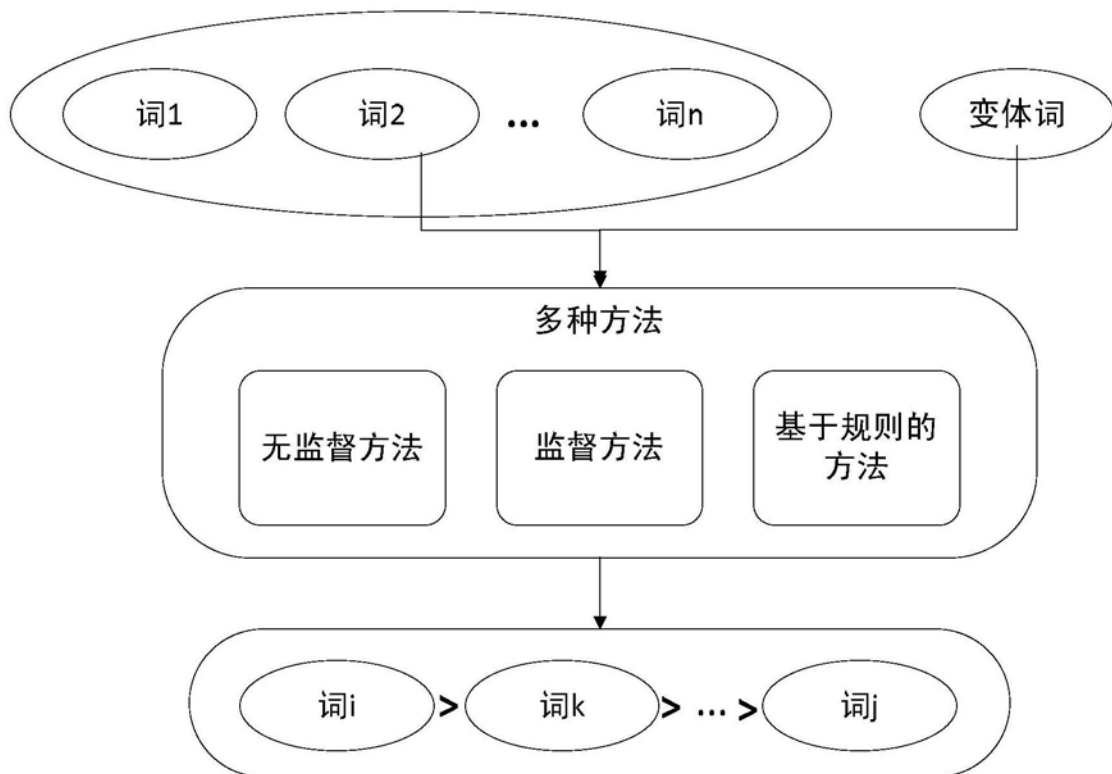 词1 词2 ... 词n 变体词
多种方法
无监督方法 监督方法 基于规则的
方法
词i > 词k > ... > 词j